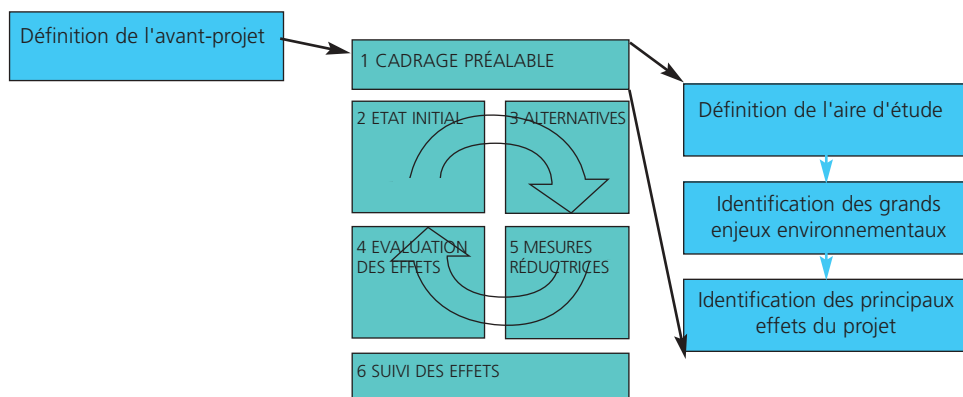 Définition de l'avant-projet
1 CADRAGE PRÉALABLE
2 ETAT INITIAL
3 ALTERNATIVES
4 EVALUATION
DES EFFETS
5 MESURES
RÉDUCTRICES
6 SUIVI DES EFFETS
Définition de l'aire d'étude
Identification des grands
enjeux environnementaux
Identification des principaux
effets du projet